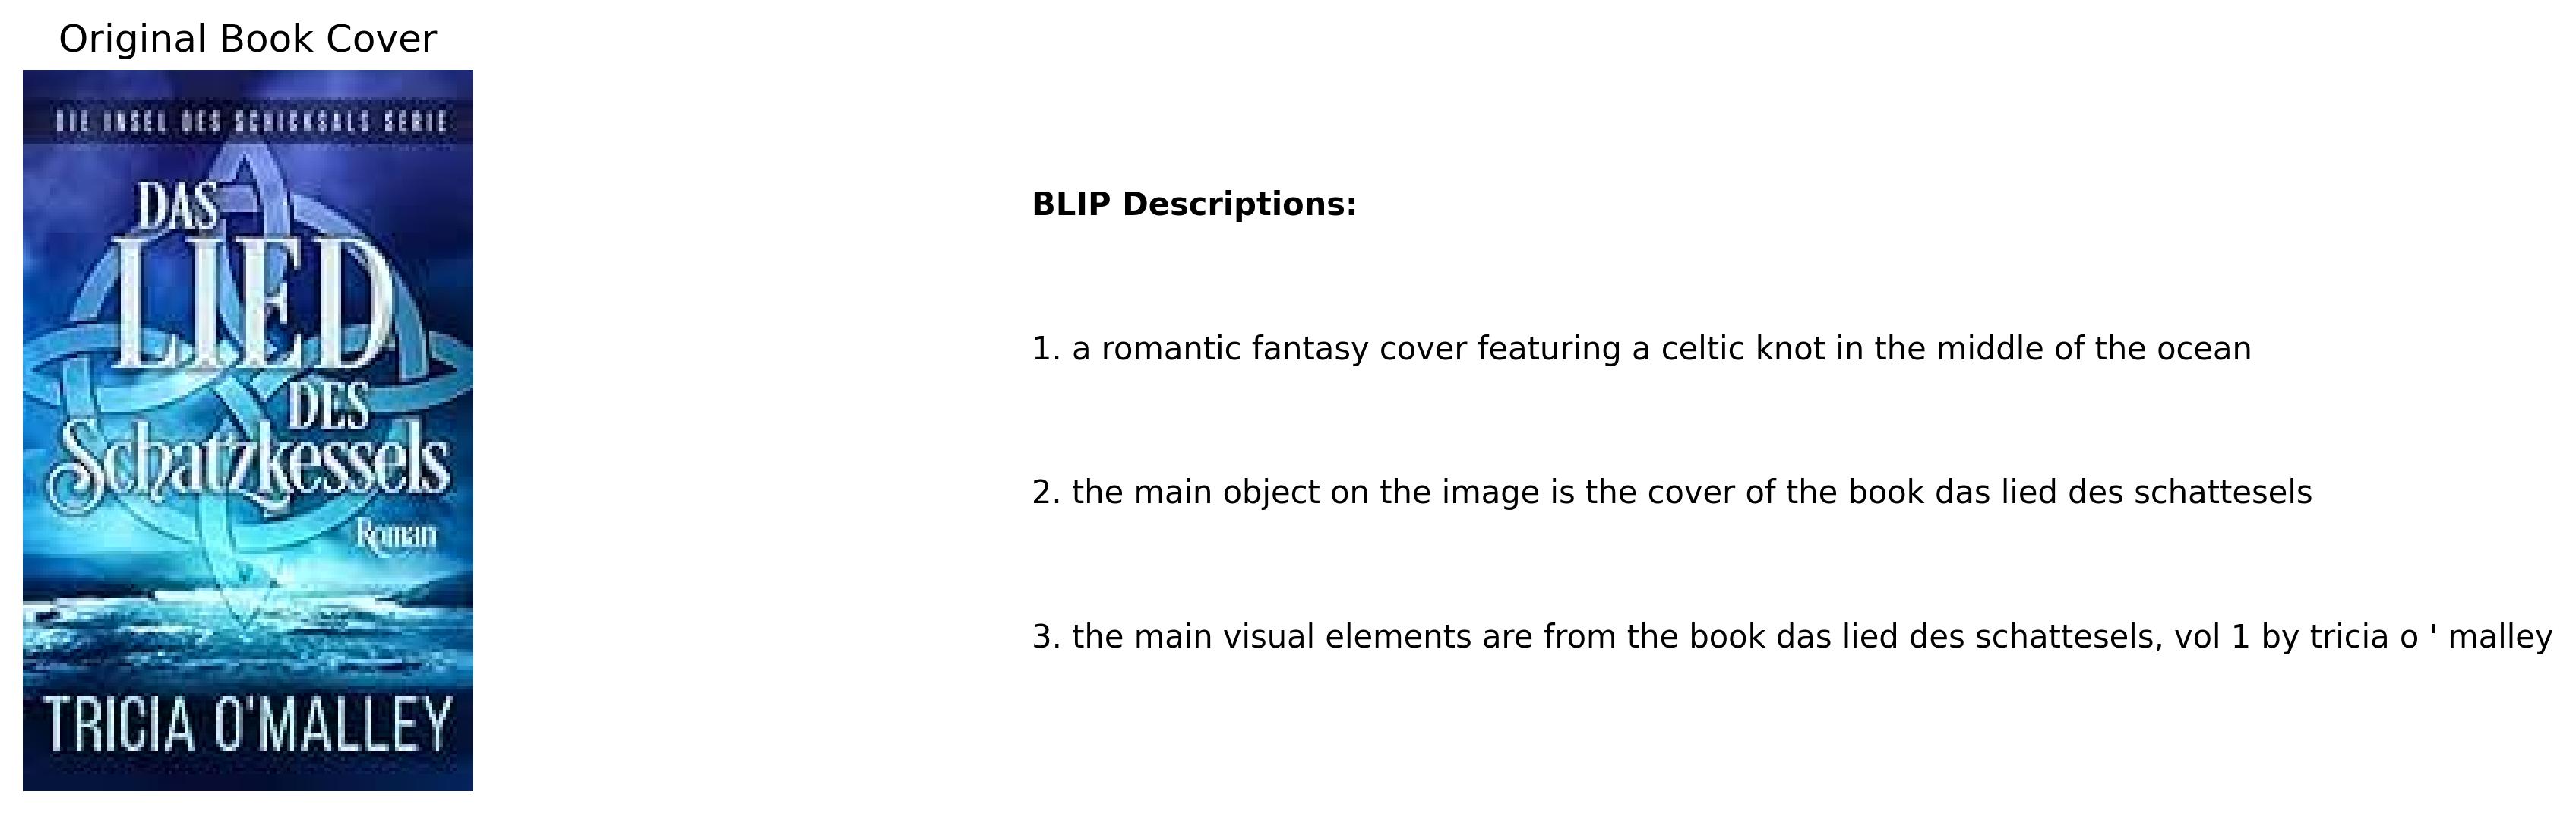 Original Book Cover
DIE INSEL DES SCHICKSALS SERIE
DAS
LIED
DES
Schatzkessels
Roman
TRICIA O'MALLEY
BLIP Descriptions:
1. a romantic fantasy cover featuring a celtic knot in the middle of the ocean
2. the main object on the image is the cover of the book das lied des schattesels
3. the main visual elements are from the book das lied des schattesels, vol 1 by tricia o ' malley